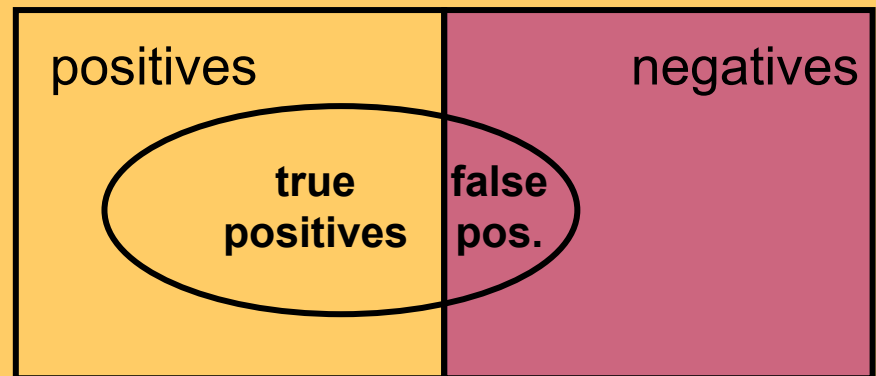 positives
negatives
true
positives
false
pos.